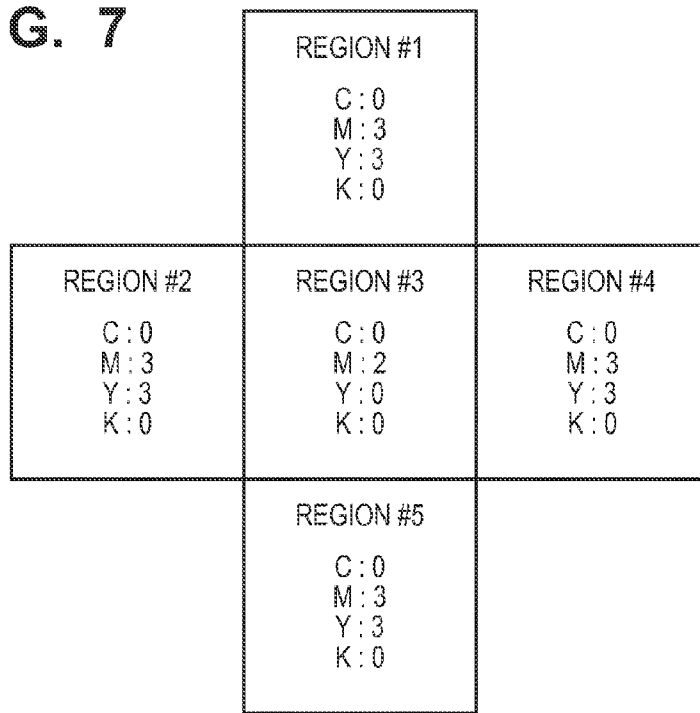 G. 7
REGION #1
C : 0
M : 3
Y : 3
K : 0
REGION #2
C : 0
M : 3
Y : 3
K : 0
REGION #3
C : 0
M : 2
Y : 0
K : 0
REGION #4
C : 0
M : 3
Y : 3
K : 0
REGION #5
C : 0
M : 3
Y : 3
K : 0